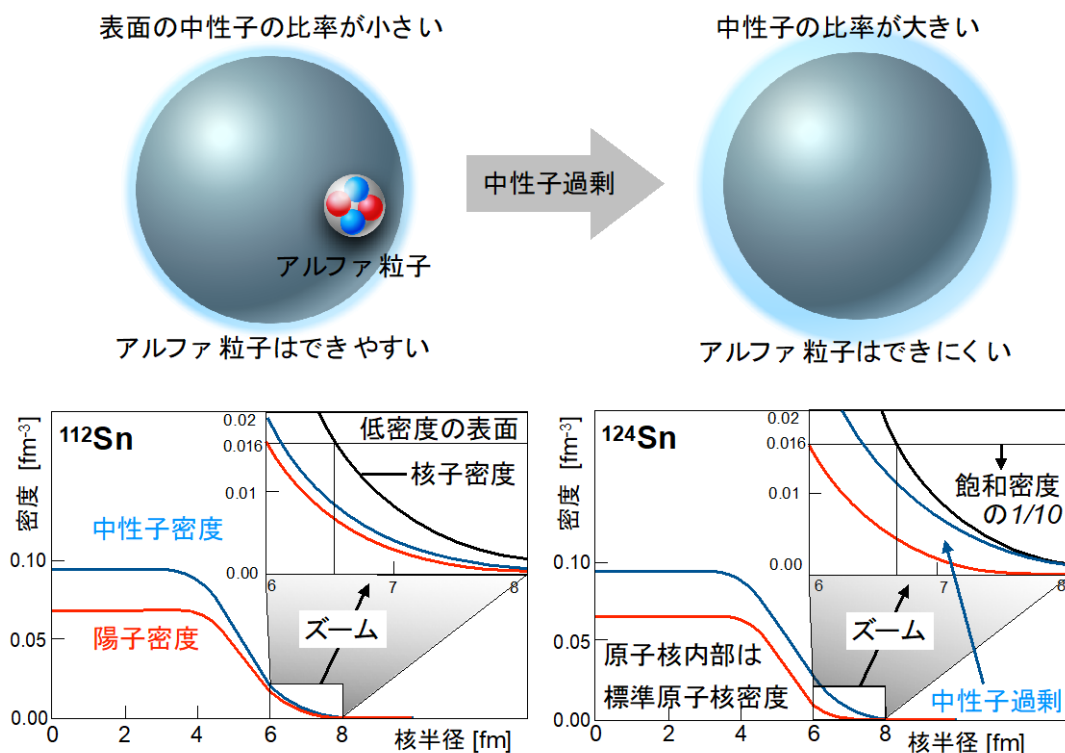 表面の中性子の比率が小さい
中性子の比率が大きい
中性子過剰
アルファ粒子
アルファ粒子はできやすい
アルファ粒子はできにくい
密度 [fm-3]
112Sn
0.02
0.016
0.01
0.00
低密度の表面
核子密度
中性子密度
陽子密度
6
7
8
ズーム
0.10
0.05
0.00
0
2
4
6
8
核半径 [fm]
密度 [fm-3]
124Sn
0.02
0.016
0.01
0.00
飽和密度
の1/10
6
7
8
ズーム
原子核内部は
標準原子核密度
中性子過剰
0.10
0.05
0.00
0
2
4
6
8
核半径 [fm]